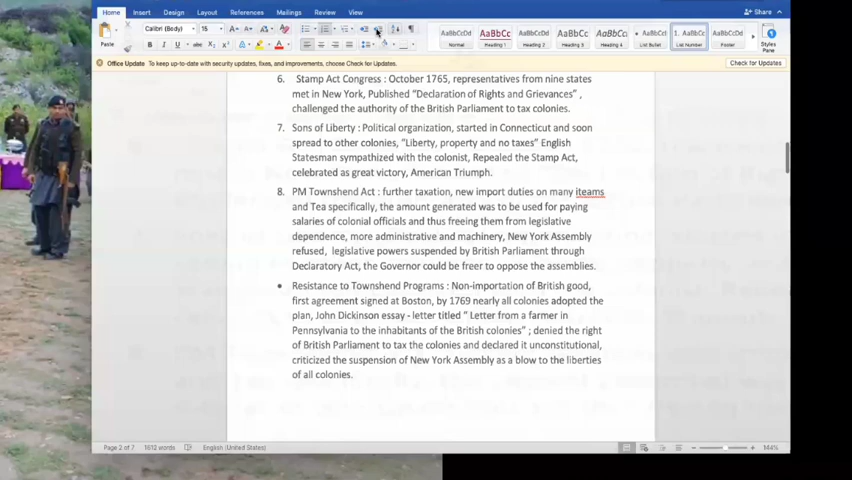 Home Insert Design Layout References Mailings Review View Share
Calibri (Body) 15
AaBbCcDc AaBbCc AaBbCcDc AaBbCcDc AaBbCc AaBbCc 1. AaBbCc AaBbCcDc
Paste Normal Heading 1 Heading 2 Heading 3 Heading 4 List Bullet List Number Footer Styles Pane
Office Update To keep up-to-date with security updates, fixes, and improvements, choose Check for Updates. Check for Updates
6. Stamp Act Congress : October 1765, representatives from nine states
met in New York, Published “Declaration of Rights and Grievances” ,
challenged the authority of the British Parliament to tax colonies.
7. Sons of Liberty : Political organization, started in Connecticut and soon
spread to other colonies, “Liberty, property and no taxes” English
Statesman sympathized with the colonist, Repealed the Stamp Act,
celebrated as great victory, American Triumph.
8. PM Townshend Act : further taxation, new import duties on many iteams
and Tea specifically, the amount generated was to be used for paying
salaries of colonial officials and thus freeing them from legislative
dependence, more administrative and machinery, New York Assembly
refused, legislative powers suspended by British Parliament through
Declaratory Act, the Governor could be freer to oppose the assemblies.
• Resistance to Townshend Programs : Non-importation of British good,
first agreement signed at Boston, by 1769 nearly all colonies adopted the
plan, John Dickinson essay - letter titled “ Letter from a farmer in
Pennsylvania to the inhabitants of the British colonies” ; denied the right
of British Parliament to tax the colonies and declared it unconstitutional,
criticized the suspension of New York Assembly as a blow to the liberties
of all colonies.
Page 2 of 7 1612 words English (United States) 144%